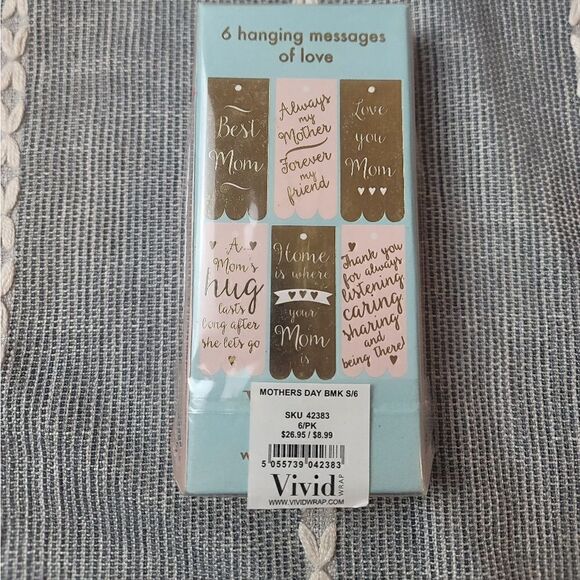 6 hanging messages
of love
Best
Mom
Always
my
Mother
Forever
my
friend
Love
you
Mom
A
Mom's
hug
lasts
long after
she lets go
Home
is where
your
Mom
is
Thank you
for always
listening
caring
sharing
and
being there!
MOTHERS DAY BMK S/6
SKU 42383
6/PK
$26.95 / $8.99
5 055739 042383
Vivid
WRAP
WWW.VIVIDWRAP.COM